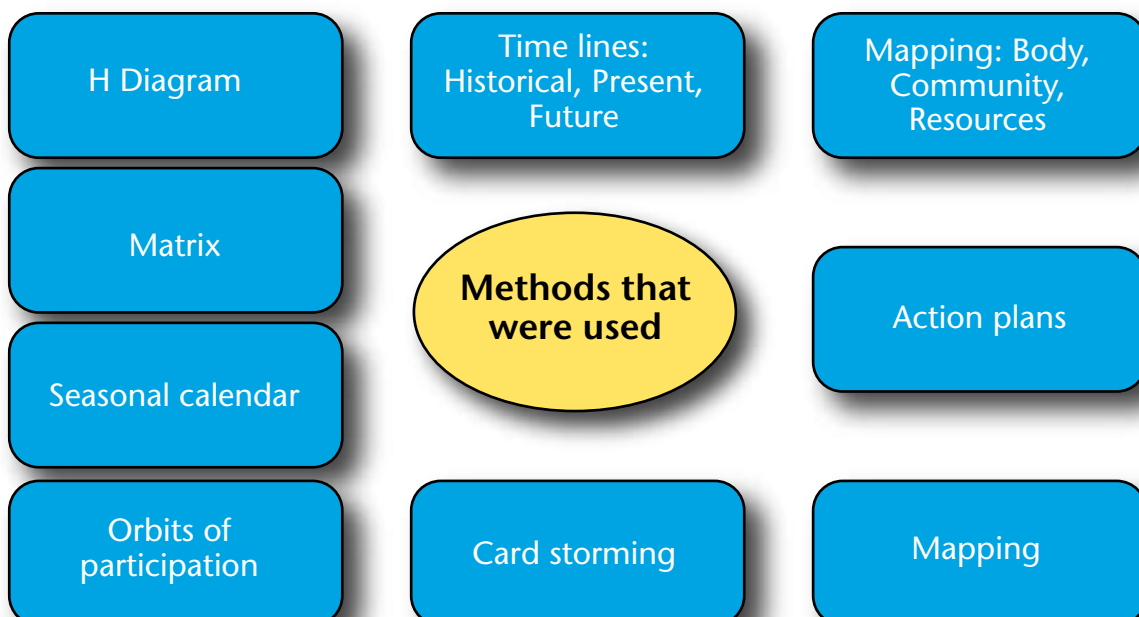 H Diagram
Time lines:
Historical, Present,
Future
Mapping: Body,
Community,
Resources
Matrix
Methods that
were used
Action plans
Seasonal calendar
Orbits of
participation
Card storming
Mapping